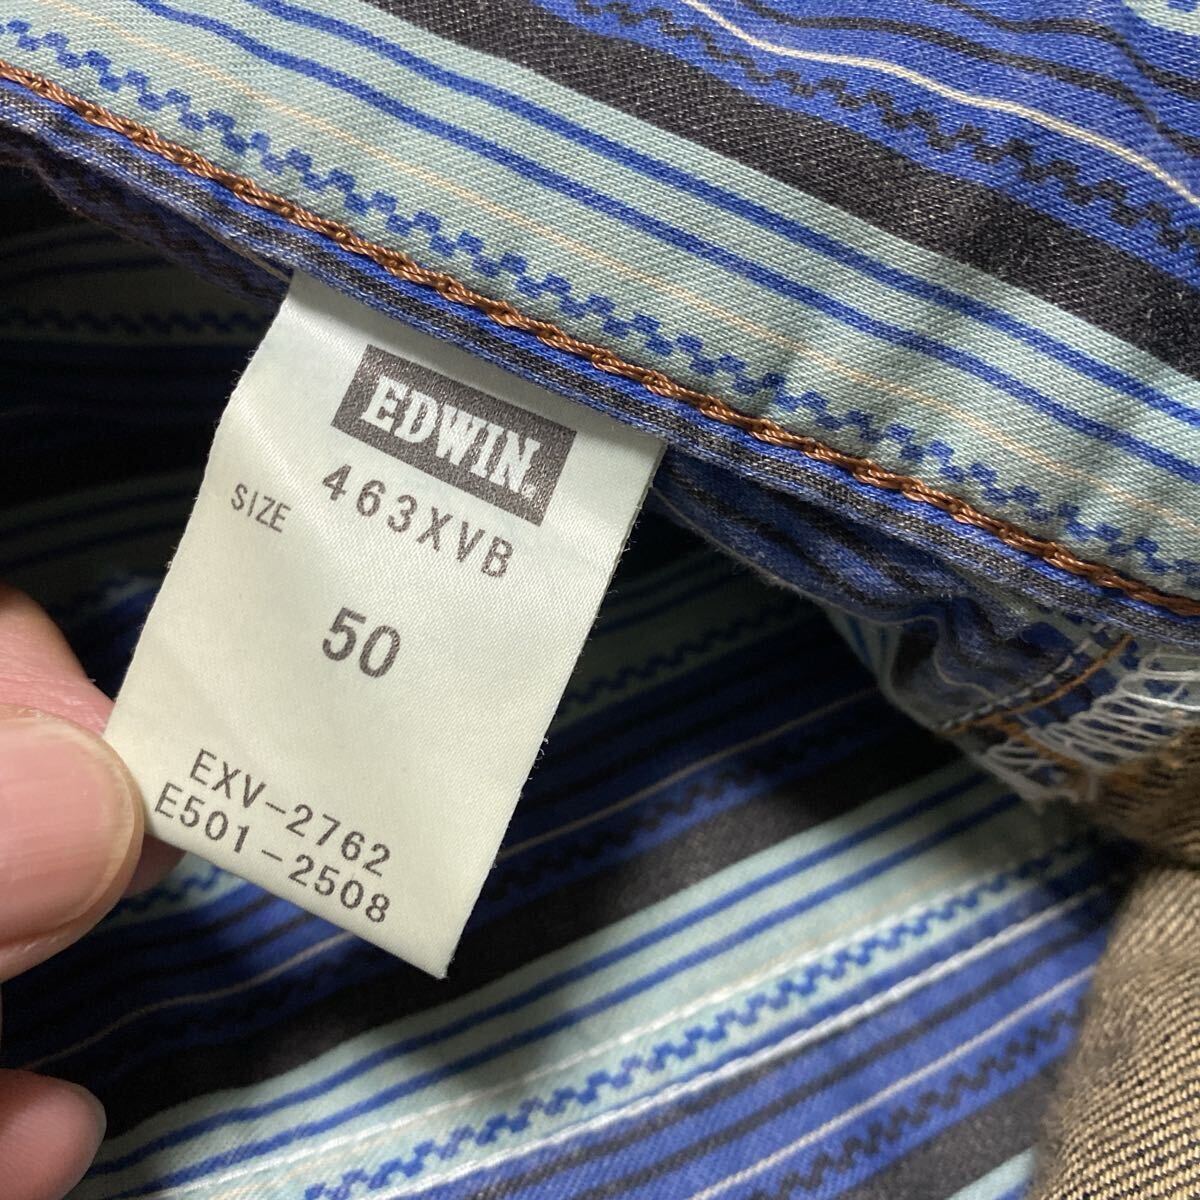 EDWIN.
463XVB
SIZE
50
EXV-2762
E501-2508